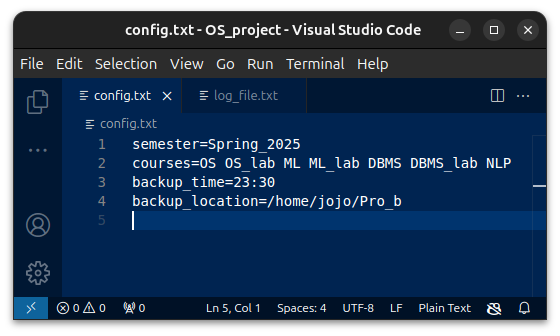 config.txt - OS_project - Visual Studio Code
File Edit Selection View Go Run Terminal Help
config.txt log_file.txt
config.txt
1 semester=Spring_2025
2 courses=OS OS_lab ML ML_lab DBMS DBMS_lab NLP
3 backup_time=23:30
4 backup_location=/home/jojo/Pro_b
5
0 0 0 Ln 5, Col 1 Spaces: 4 UTF-8 LF Plain Text